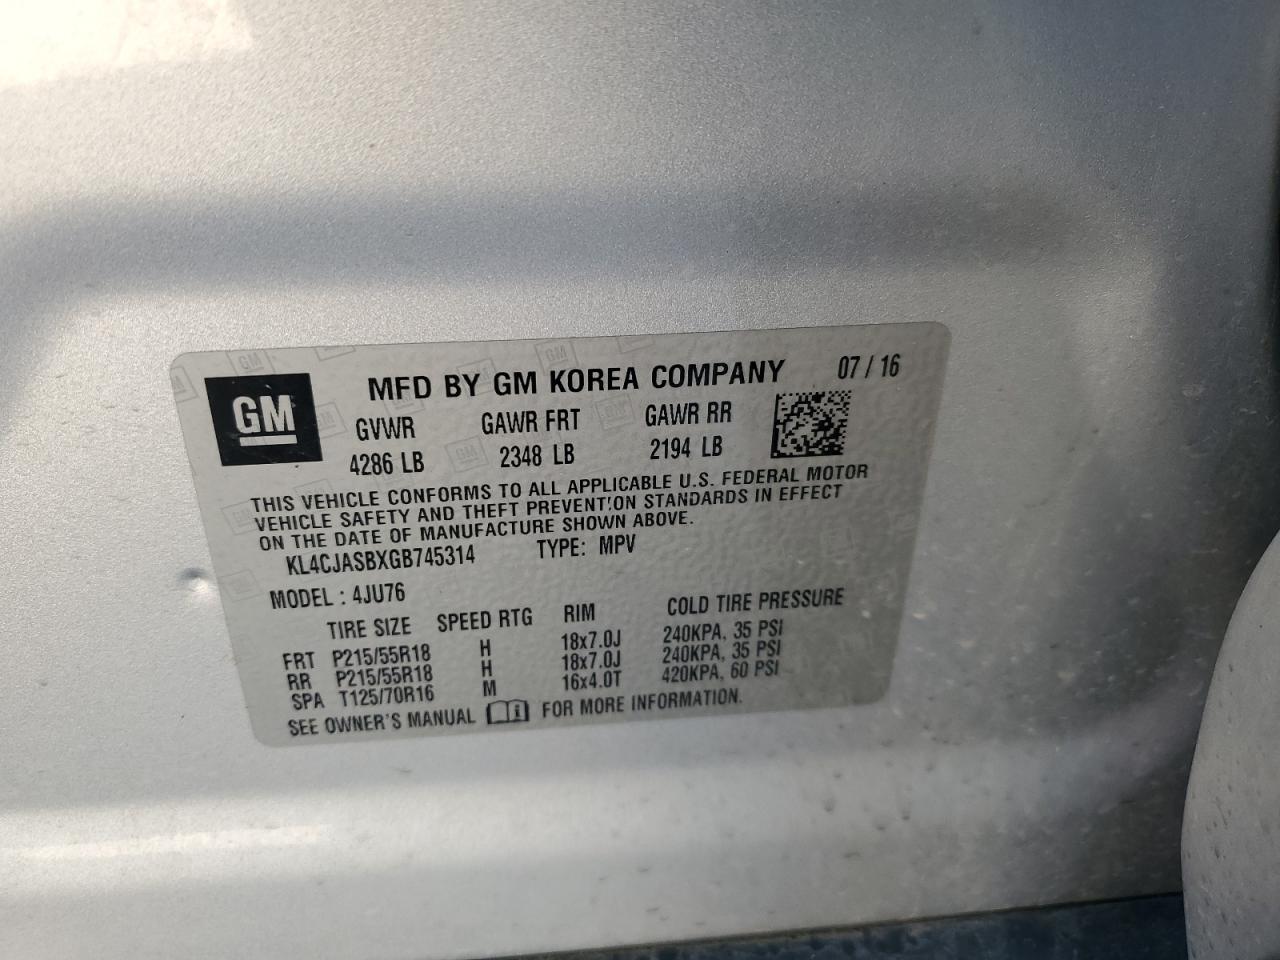 GM
MFD BY GM KOREA COMPANY 07 / 16
GVWR GAWR FRT GAWR RR
4286 LB 2348 LB 2194 LB
THIS VEHICLE CONFORMS TO ALL APPLICABLE U.S. FEDERAL MOTOR
VEHICLE SAFETY AND THEFT PREVENTION STANDARDS IN EFFECT
ON THE DATE OF MANUFACTURE SHOWN ABOVE.
KL4CJASBXGB745314 TYPE: MPV
MODEL : 4JU76
TIRE SIZE SPEED RTG RIM COLD TIRE PRESSURE
FRT P215/55R18 H 18x7.0J 240KPA, 35 PSI
RR P215/55R18 H 18x7.0J 240KPA, 35 PSI
SPA T125/70R16 M 16x4.0T 420KPA, 60 PSI
SEE OWNER'S MANUAL FOR MORE INFORMATION.